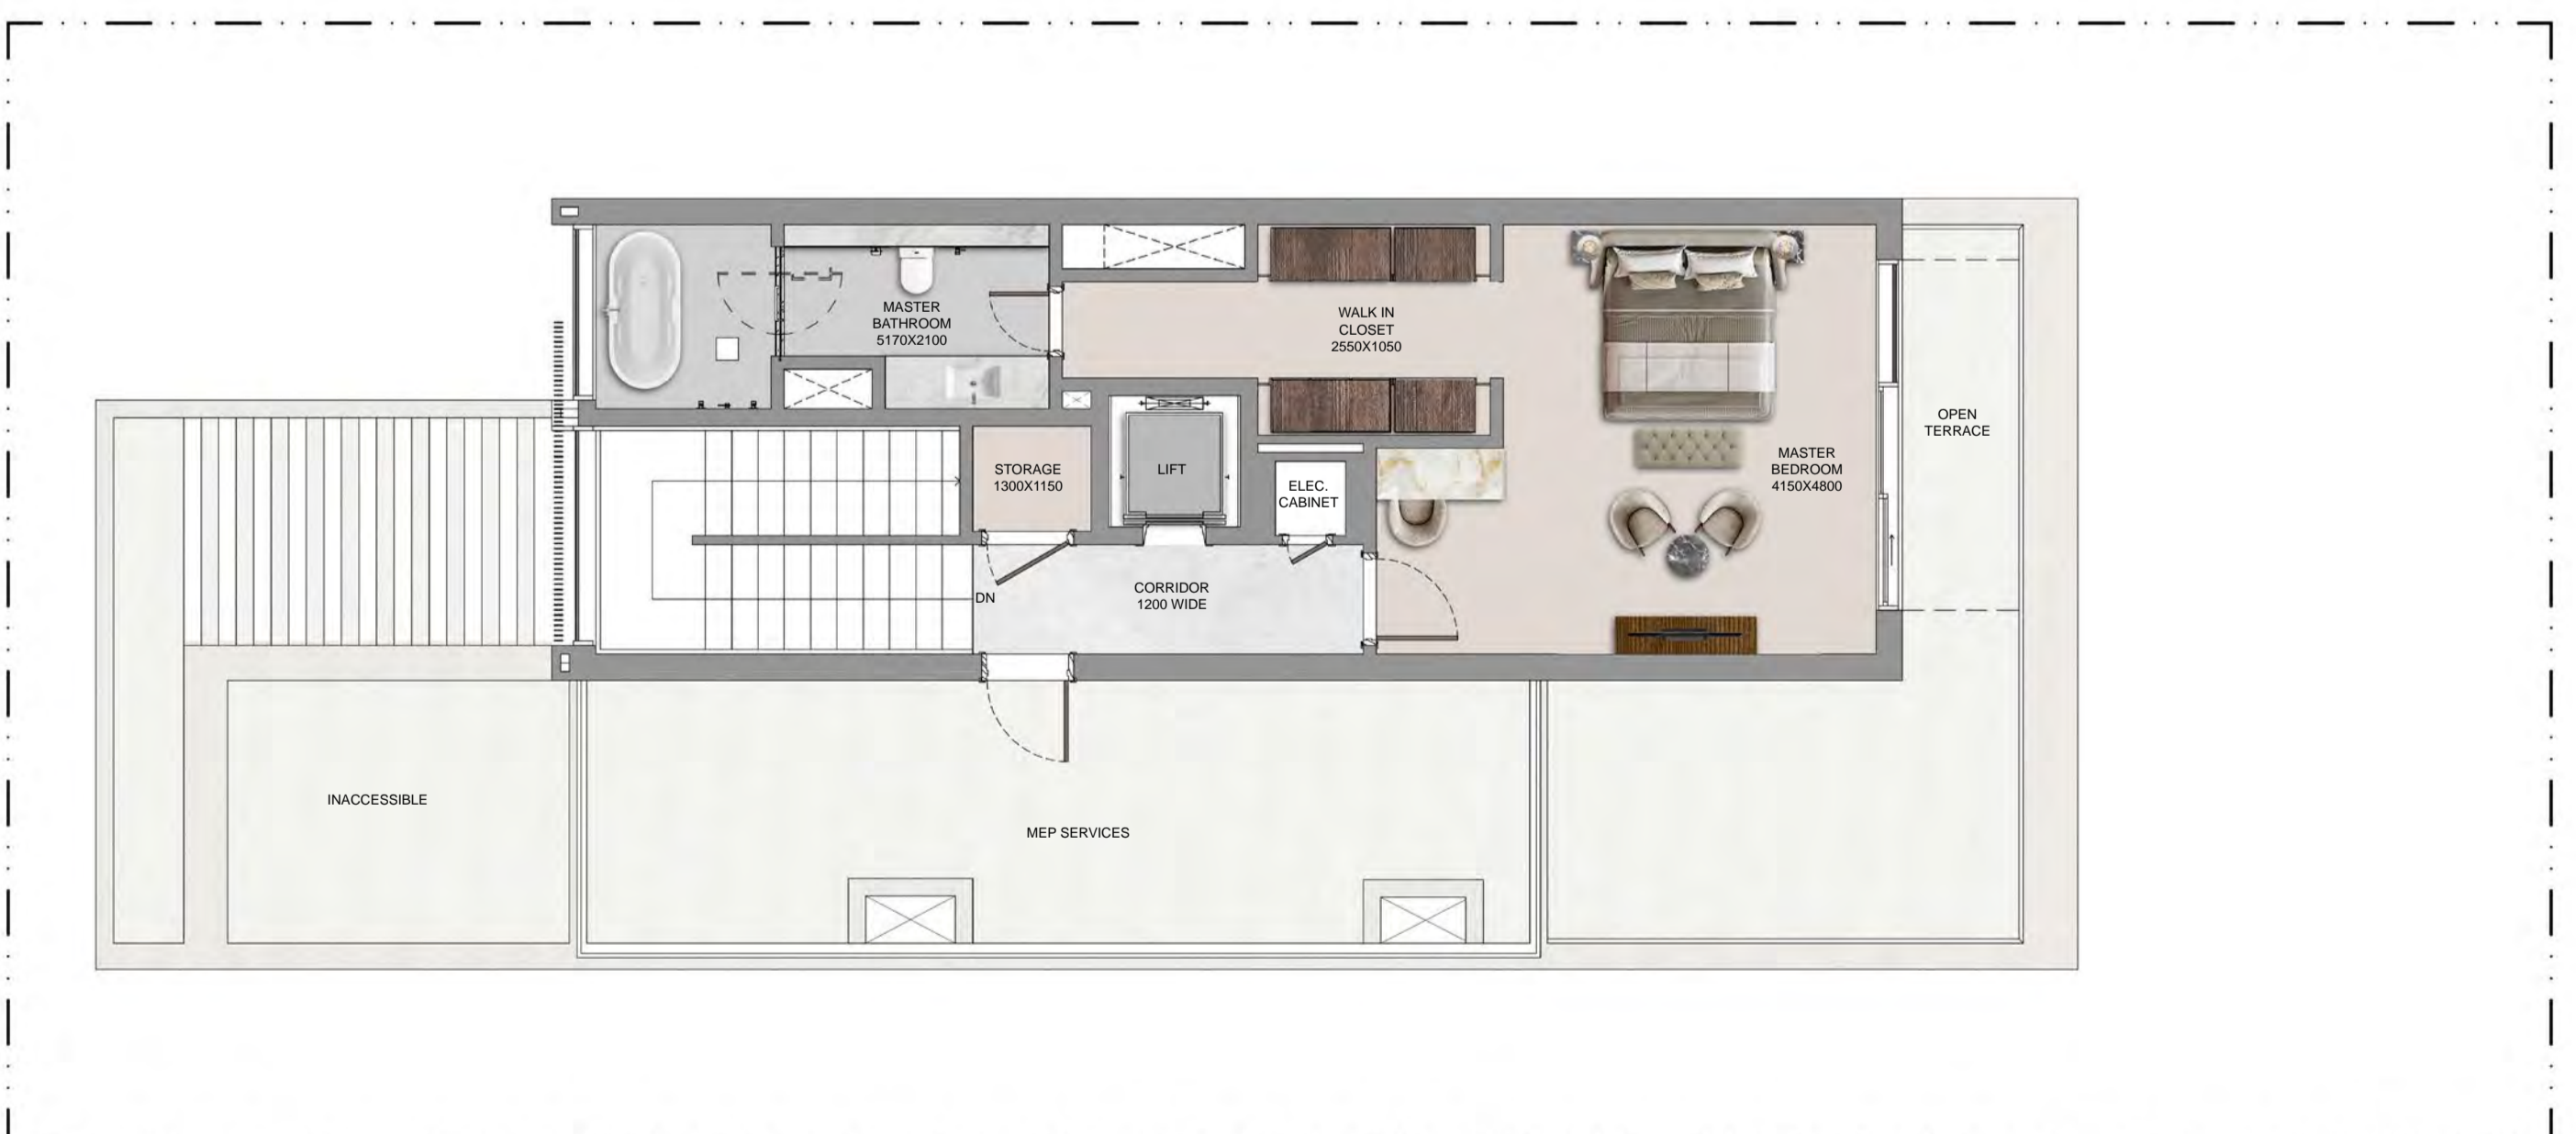 MASTER
BATHROOM
5170X2100
WALK IN
CLOSET
2550X1050
OPEN
TERRACE
MASTER
BEDROOM
4150X4800
STORAGE
1300X1150
LIFT
ELEC.
CABINET
DN
CORRIDOR
1200 WIDE
INACCESSIBLE
MEP SERVICES